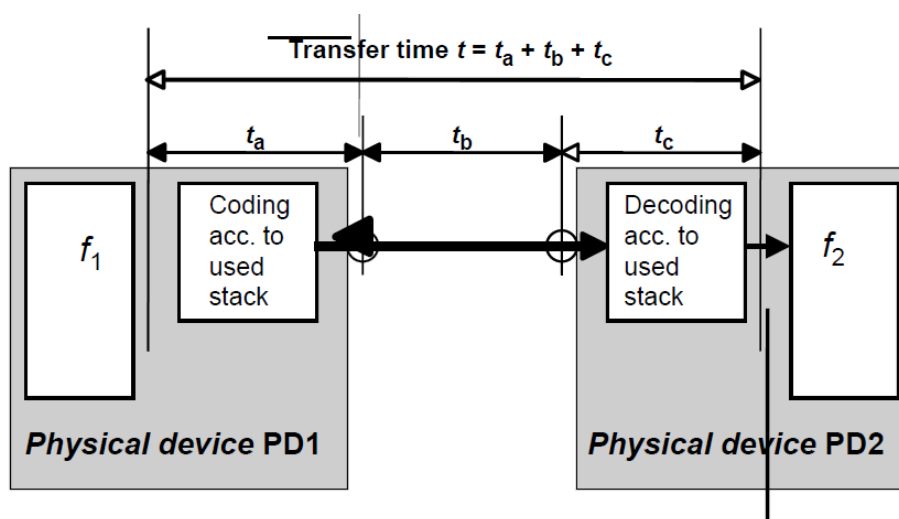 Transfer time t = ta + tb + tc
ta
tb
tc
f1
Coding
acc. to
used
stack
Decoding
acc. to
used
stack
f2
Physical device PD1
Physical device PD2